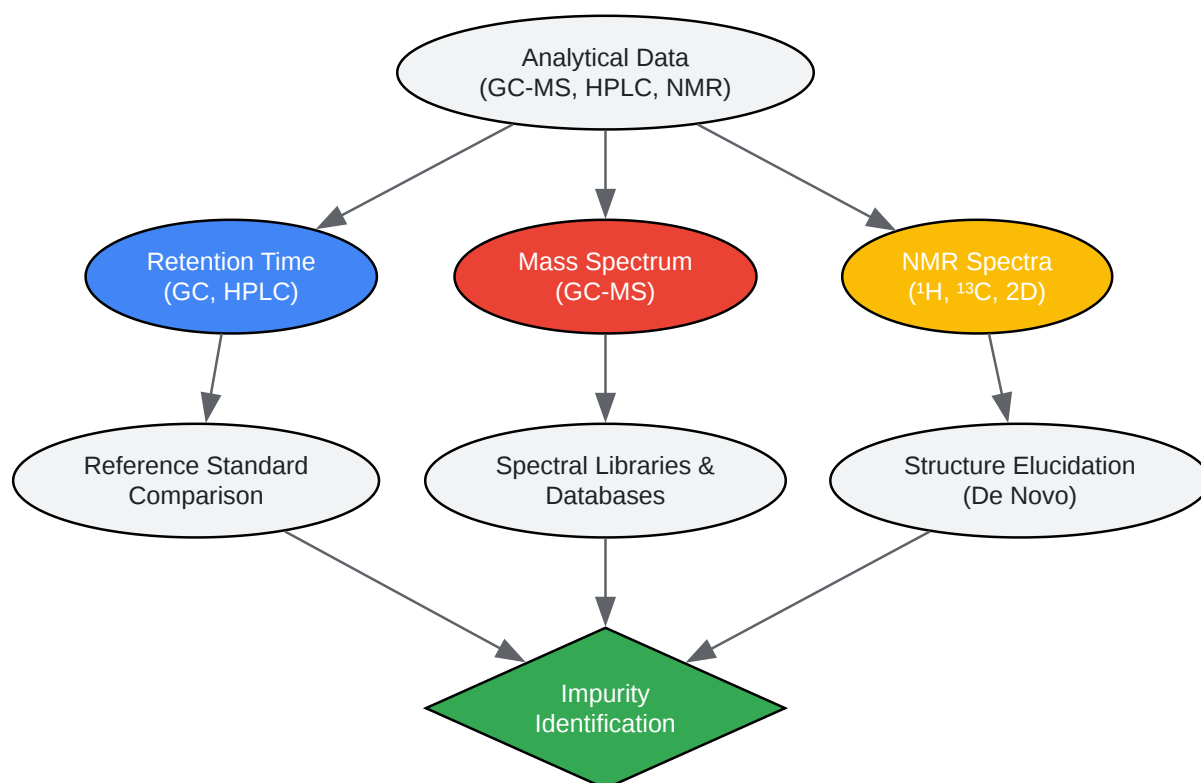 Analytical Data
(GC-MS, HPLC, NMR)
Retention Time
(GC, HPLC)
Mass Spectrum
(GC-MS)
NMR Spectra
(¹H, ¹³C, 2D)
Reference Standard
Comparison
Spectral Libraries &
Databases
Structure Elucidation
(De Novo)
Impurity
Identification